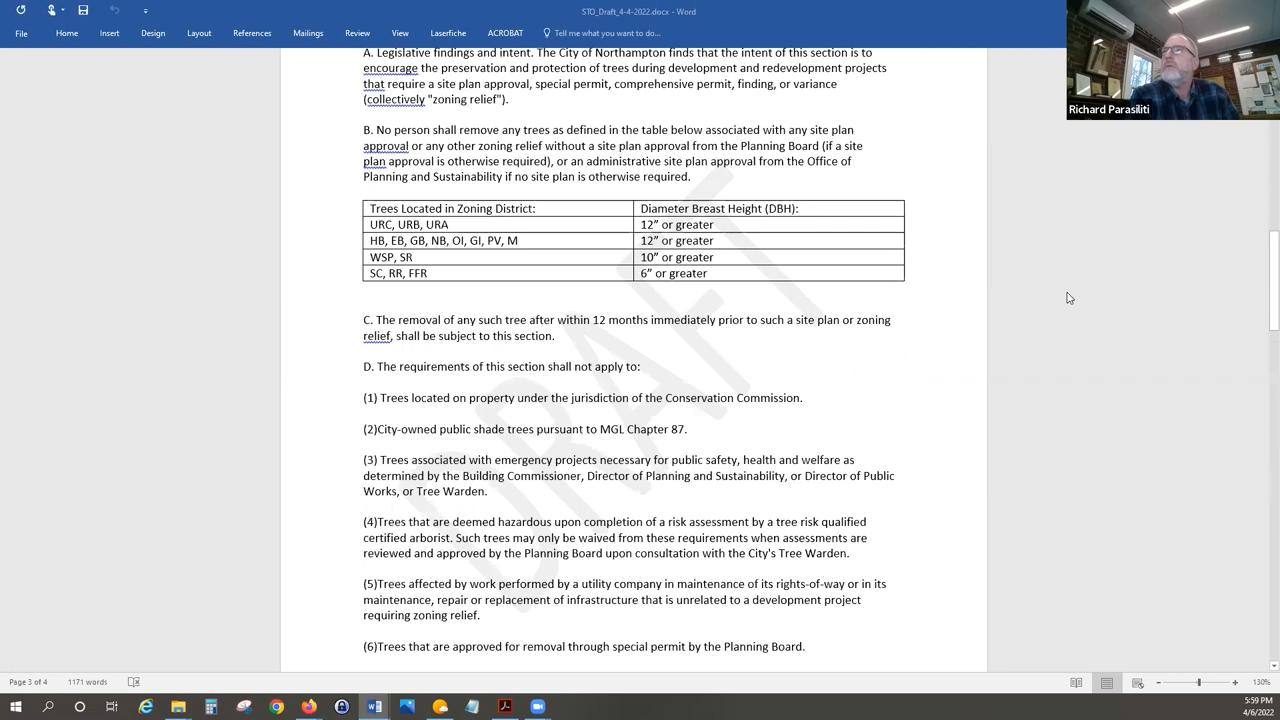 STO_Draft_4-4-2022.docx - Word
File Home Insert Design Layout References Mailings Review View Laserfiche ACROBAT Tell me what you want to do...
Richard Parasiliti
A. Legislative findings and intent. The City of Northampton finds that the intent of this section is to
encourage the preservation and protection of trees during development and redevelopment projects
that require a site plan approval, special permit, comprehensive permit, finding, or variance
(collectively "zoning relief").
B. No person shall remove any trees as defined in the table below associated with any site plan
approval or any other zoning relief without a site plan approval from the Planning Board (if a site
plan approval is otherwise required), or an administrative site plan approval from the Office of
Planning and Sustainability if no site plan is otherwise required.
Trees Located in Zoning District: Diameter Breast Height (DBH):
URC, URB, URA 12” or greater
HB, EB, GB, NB, OI, GI, PV, M 12” or greater
WSP, SR 10” or greater
SC, RR, FFR 6” or greater
C. The removal of any such tree after within 12 months immediately prior to such a site plan or zoning
relief, shall be subject to this section.
D. The requirements of this section shall not apply to:
(1) Trees located on property under the jurisdiction of the Conservation Commission.
(2)City-owned public shade trees pursuant to MGL Chapter 87.
(3) Trees associated with emergency projects necessary for public safety, health and welfare as
determined by the Building Commissioner, Director of Planning and Sustainability, or Director of Public
Works, or Tree Warden.
(4)Trees that are deemed hazardous upon completion of a risk assessment by a tree risk qualified
certified arborist. Such trees may only be waived from these requirements when assessments are
reviewed and approved by the Planning Board upon consultation with the City's Tree Warden.
(5)Trees affected by work performed by a utility company in maintenance of its rights-of-way or in its
maintenance, repair or replacement of infrastructure that is unrelated to a development project
requiring zoning relief.
(6)Trees that are approved for removal through special permit by the Planning Board.
DRAFT
Page 3 of 4 1171 words 130%
5:59 PM
4/6/2022